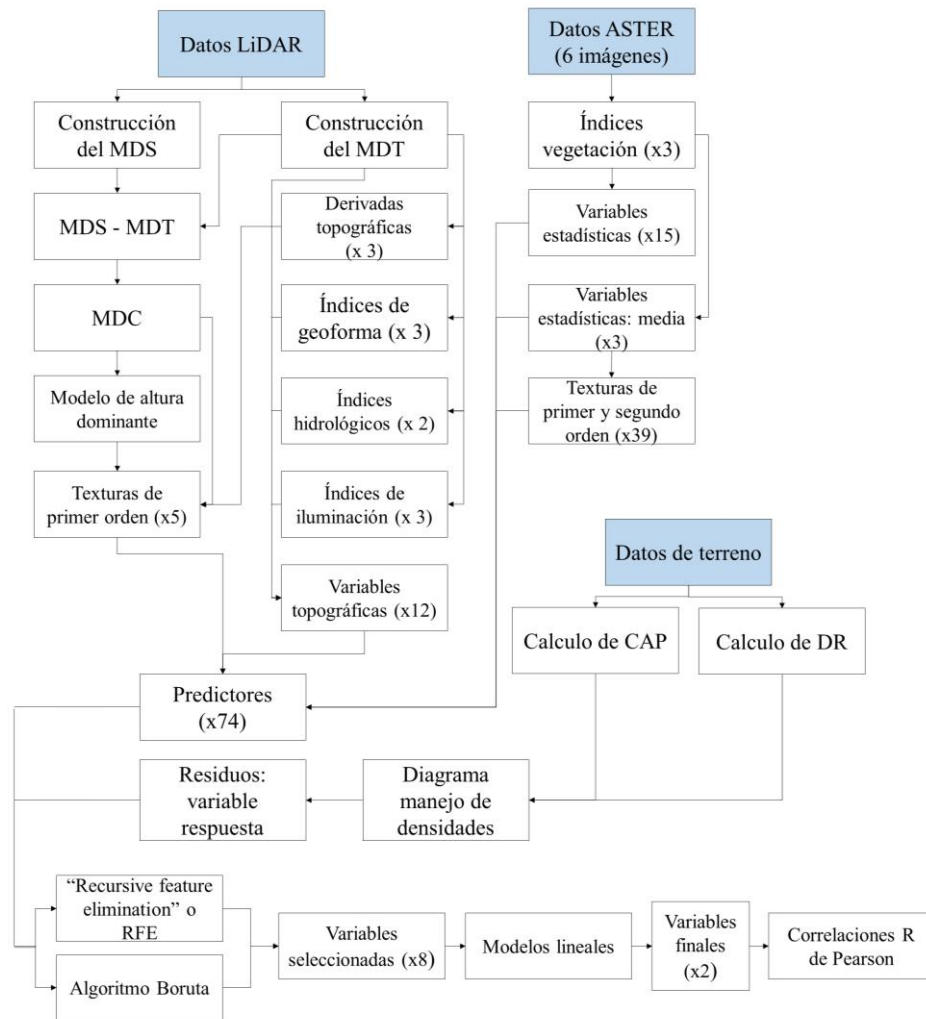 Datos LiDAR
Datos ASTER
(6 imágenes)
Construcción
del MDS
Construcción
del MDT
Índices
vegetación (x3)
MDS - MDT
Derivadas
topográficas
(x 3)
Variables
estadísticas (x15)
MDC
Índices de
geoforma (x 3)
Variables
estadísticas: media
(x3)
Modelo de altura
dominante
Índices
hidrológicos (x 2)
Texturas de
primer y segundo
orden (x39)
Texturas de
primer orden (x5)
Índices de
iluminación (x 3)
Datos de terreno
Variables
topográficas (x12)
Calculo de CAP
Calculo de DR
Predictores
(x74)
Residuos:
variable
respuesta
Diagrama
manejo de
densidades
“Recursive feature
elimination” o
RFE
Algoritmo Boruta
Variables
seleccionadas (x8)
Modelos lineales
Variables
finales
(x2)
Correlaciones R
de Pearson